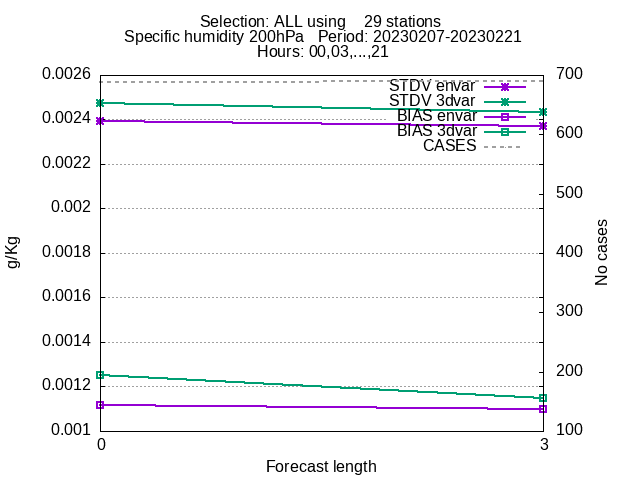 Selection: ALL using    29 stations
Specific humidity 200hPa   Period: 20230207-20230221
Hours: 00,03,...,21
0.0026
0.0024
0.0022
0.002
0.0018
0.0016
0.0014
0.0012
0.001
g/Kg
STDV envar
STDV 3dvar
BIAS envar
BIAS 3dvar
CASES
700
600
500
400
300
200
100
No cases
0
3
Forecast length